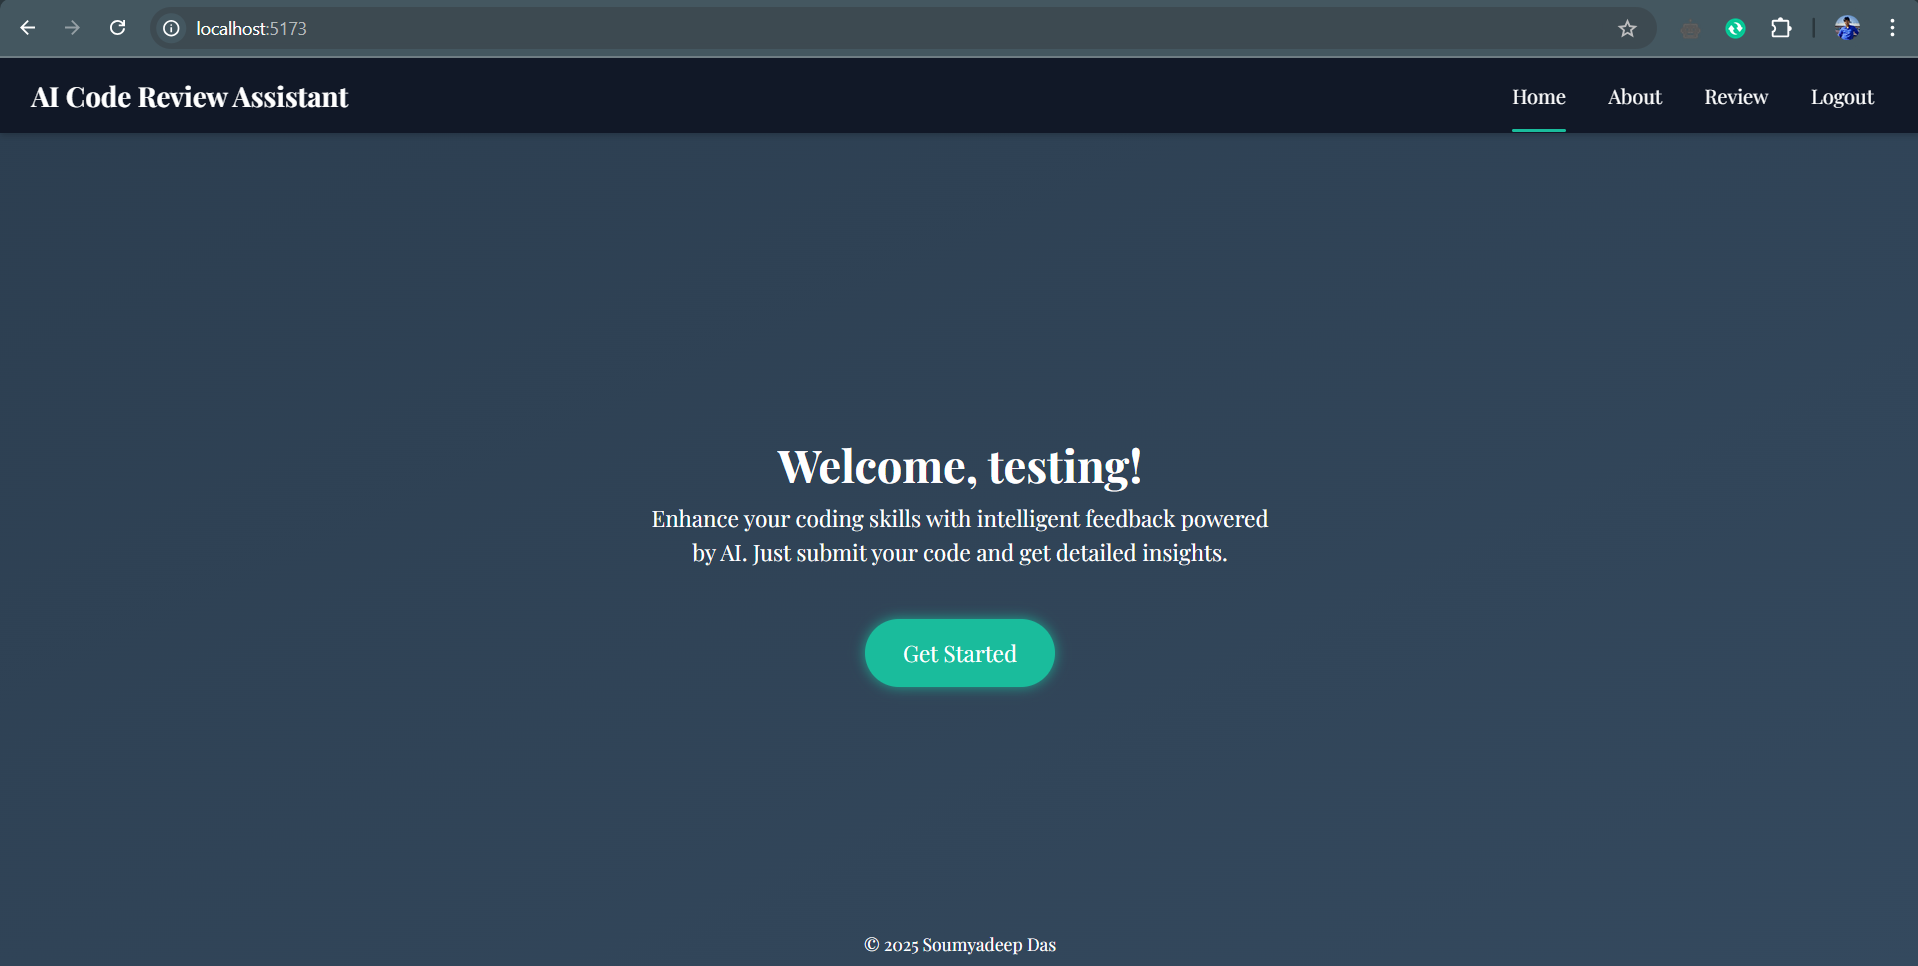 localhost:5173
AI Code Review Assistant
Home
About
Review
Logout
Welcome, testing!
Enhance your coding skills with intelligent feedback powered
by AI. Just submit your code and get detailed insights.
Get Started
© 2025 Soumyadeep Das